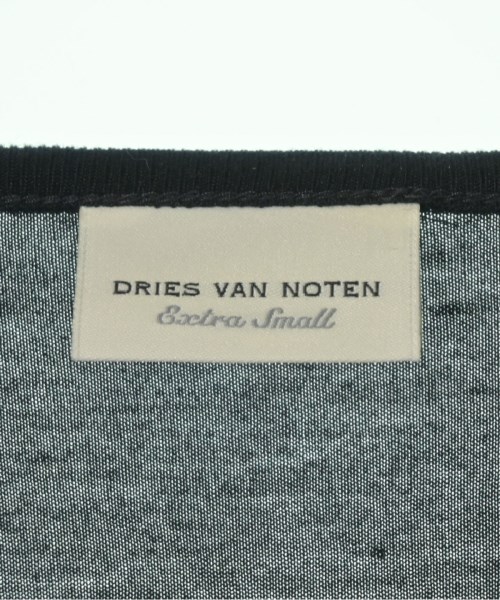 DRIES VAN NOTEN
Extra Small